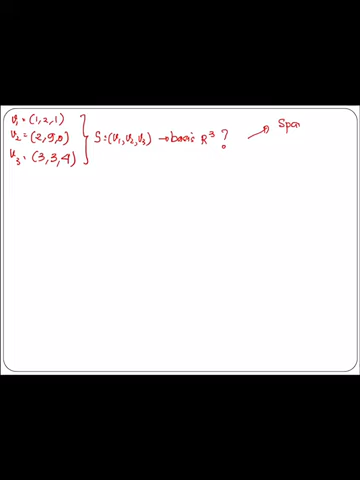 v₁ = (1, 2, 1)
v₂ = (2, 9, 0)
v₃ = (3, 3, 4)
S : (v₁, v₂, v₃) → basis R³ ?
→ Span